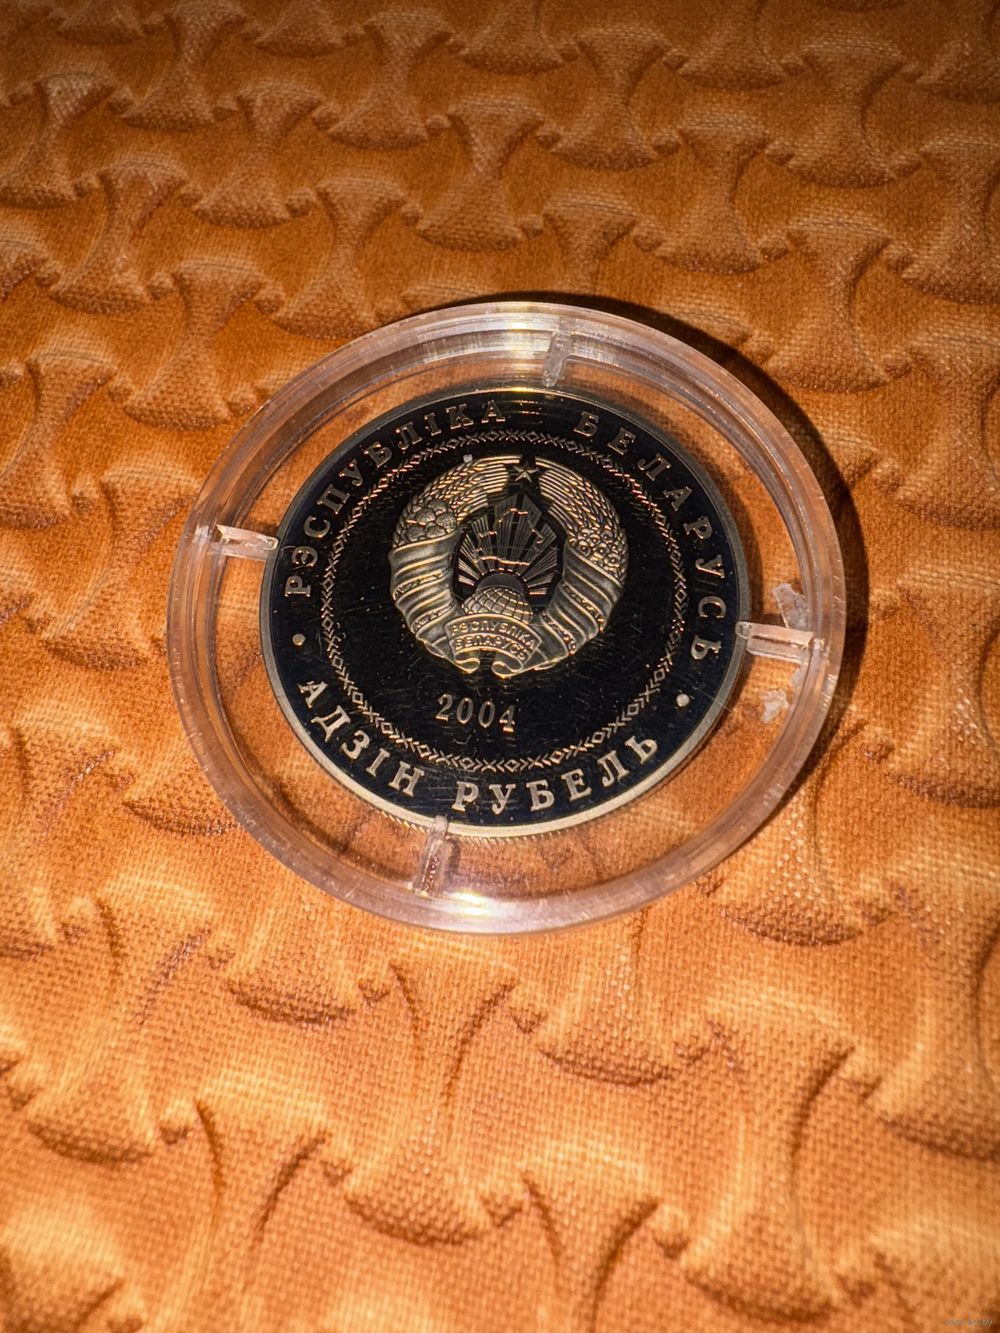 РЭСПУБЛІКА БЕЛАРУСЬ
РЭСПУБЛІКА
БЕЛАРУСЬ
2004
• АДЗІН РУБЕЛЬ •